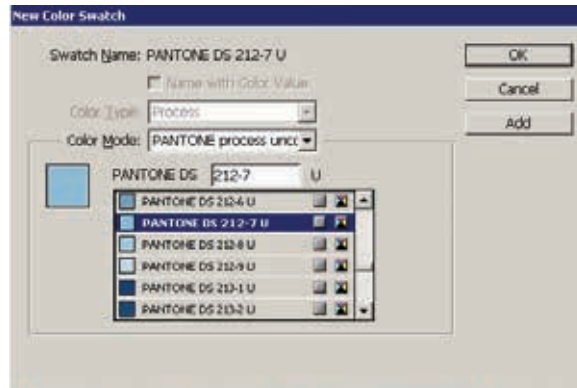 New Color Swatch
Swatch Name: PANTONE DS 212-7 U
OK
Name with Color Value
Cancel
Color Type: Process
Add
Color Mode: PANTONE process unco
PANTONE DS 212-7 U
PANTONE DS 212-6 U
PANTONE DS 212-7 U
PANTONE DS 212-8 U
PANTONE DS 212-9 U
PANTONE DS 213-1 U
PANTONE DS 213-2 U